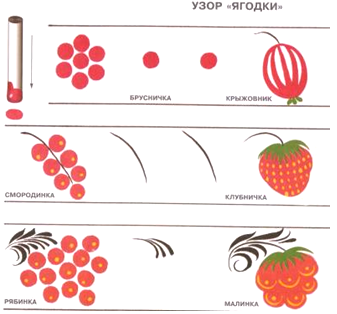 УЗОР «ЯГОДКИ»
БРУСНИЧКА
КРЫЖОВНИК
СМОРОДИНКА
КЛУБНИЧКА
РЯБИНКА
МАЛИНКА